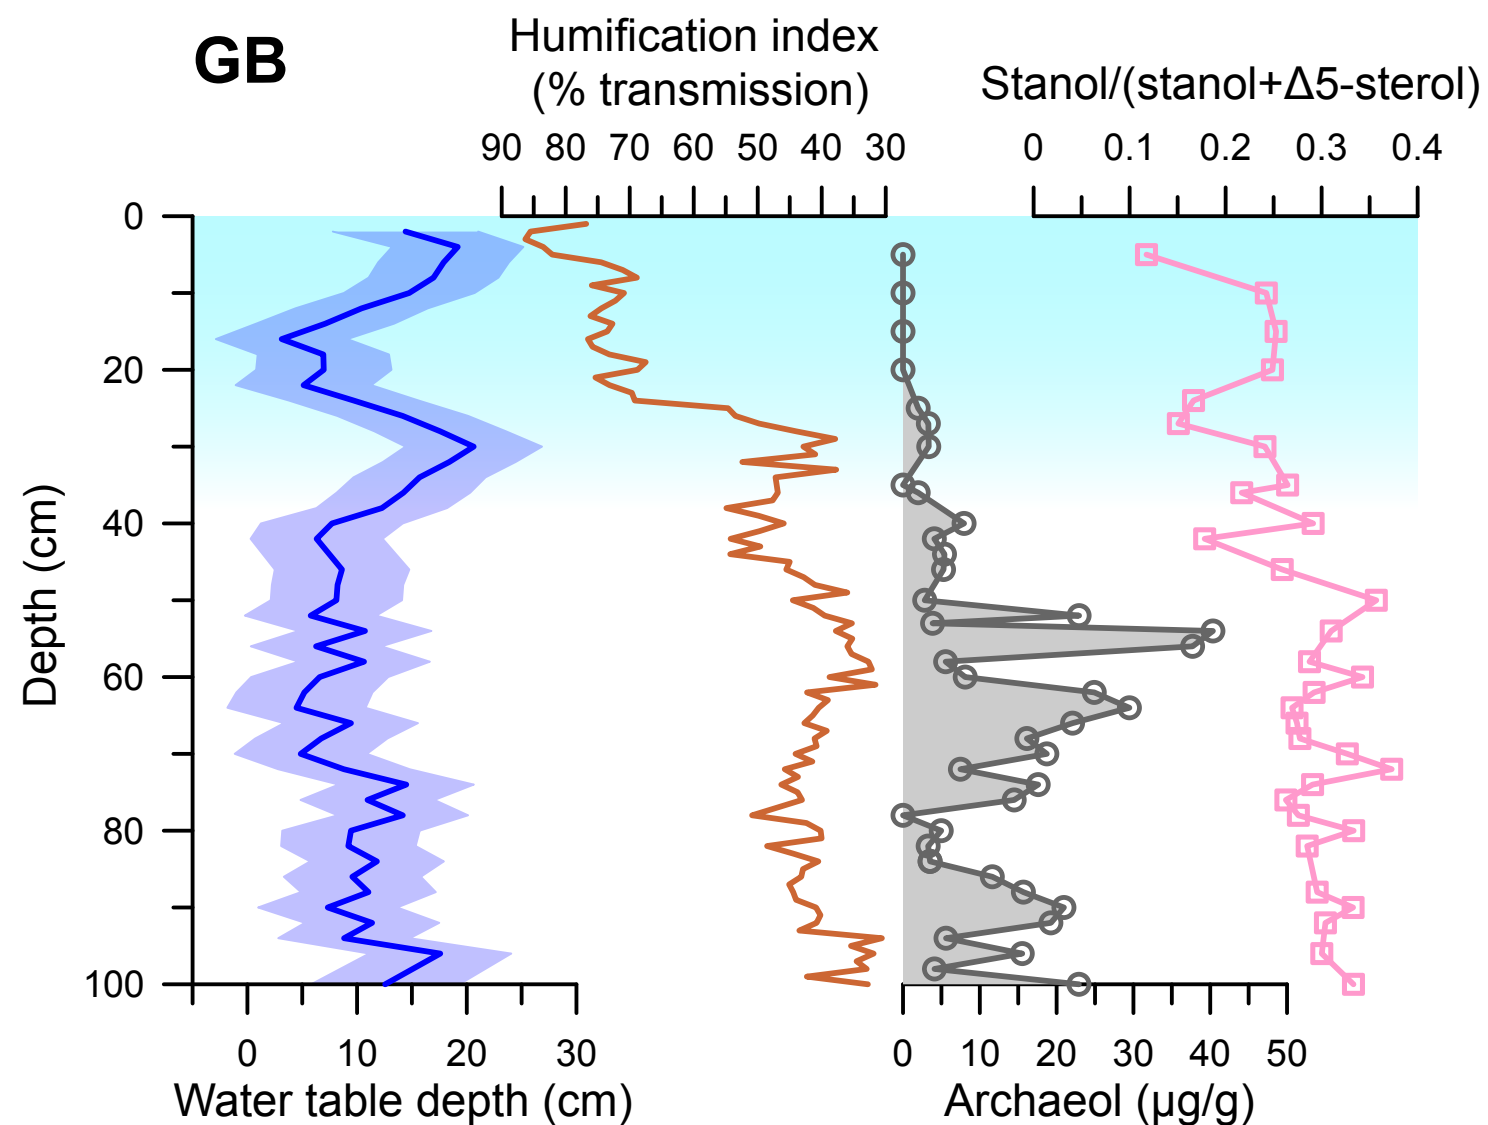 GB
Humification index
(% transmission)
Stanol/(stanol+Δ5-sterol)
90 80 70 60 50 40 30
0 0.1 0.2 0.3 0.4
0
20
40
60
80
100
Depth (cm)
0 10 20 30
0 10 20 30 40 50
Water table depth (cm)
Archaeol (μg/g)